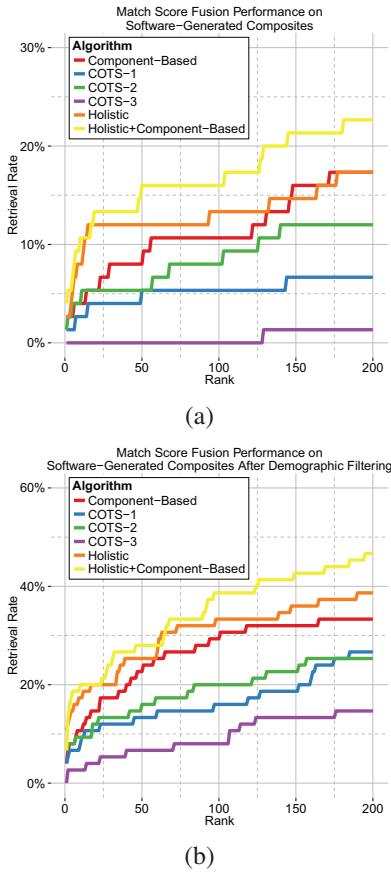 Match Score Fusion Performance on
Software−Generated Composites
30%
20%
10%
0%
Retrieval Rate
Algorithm
Component−Based
COTS−1
COTS−2
COTS−3
Holistic
Holistic+Component−Based
0 50 100 150 200
Rank
(a)
Match Score Fusion Performance on
Software−Generated Composites After Demographic Filtering
60%
40%
20%
0%
Retrieval Rate
Algorithm
Component−Based
COTS−1
COTS−2
COTS−3
Holistic
Holistic+Component−Based
0 50 100 150 200
Rank
(b)